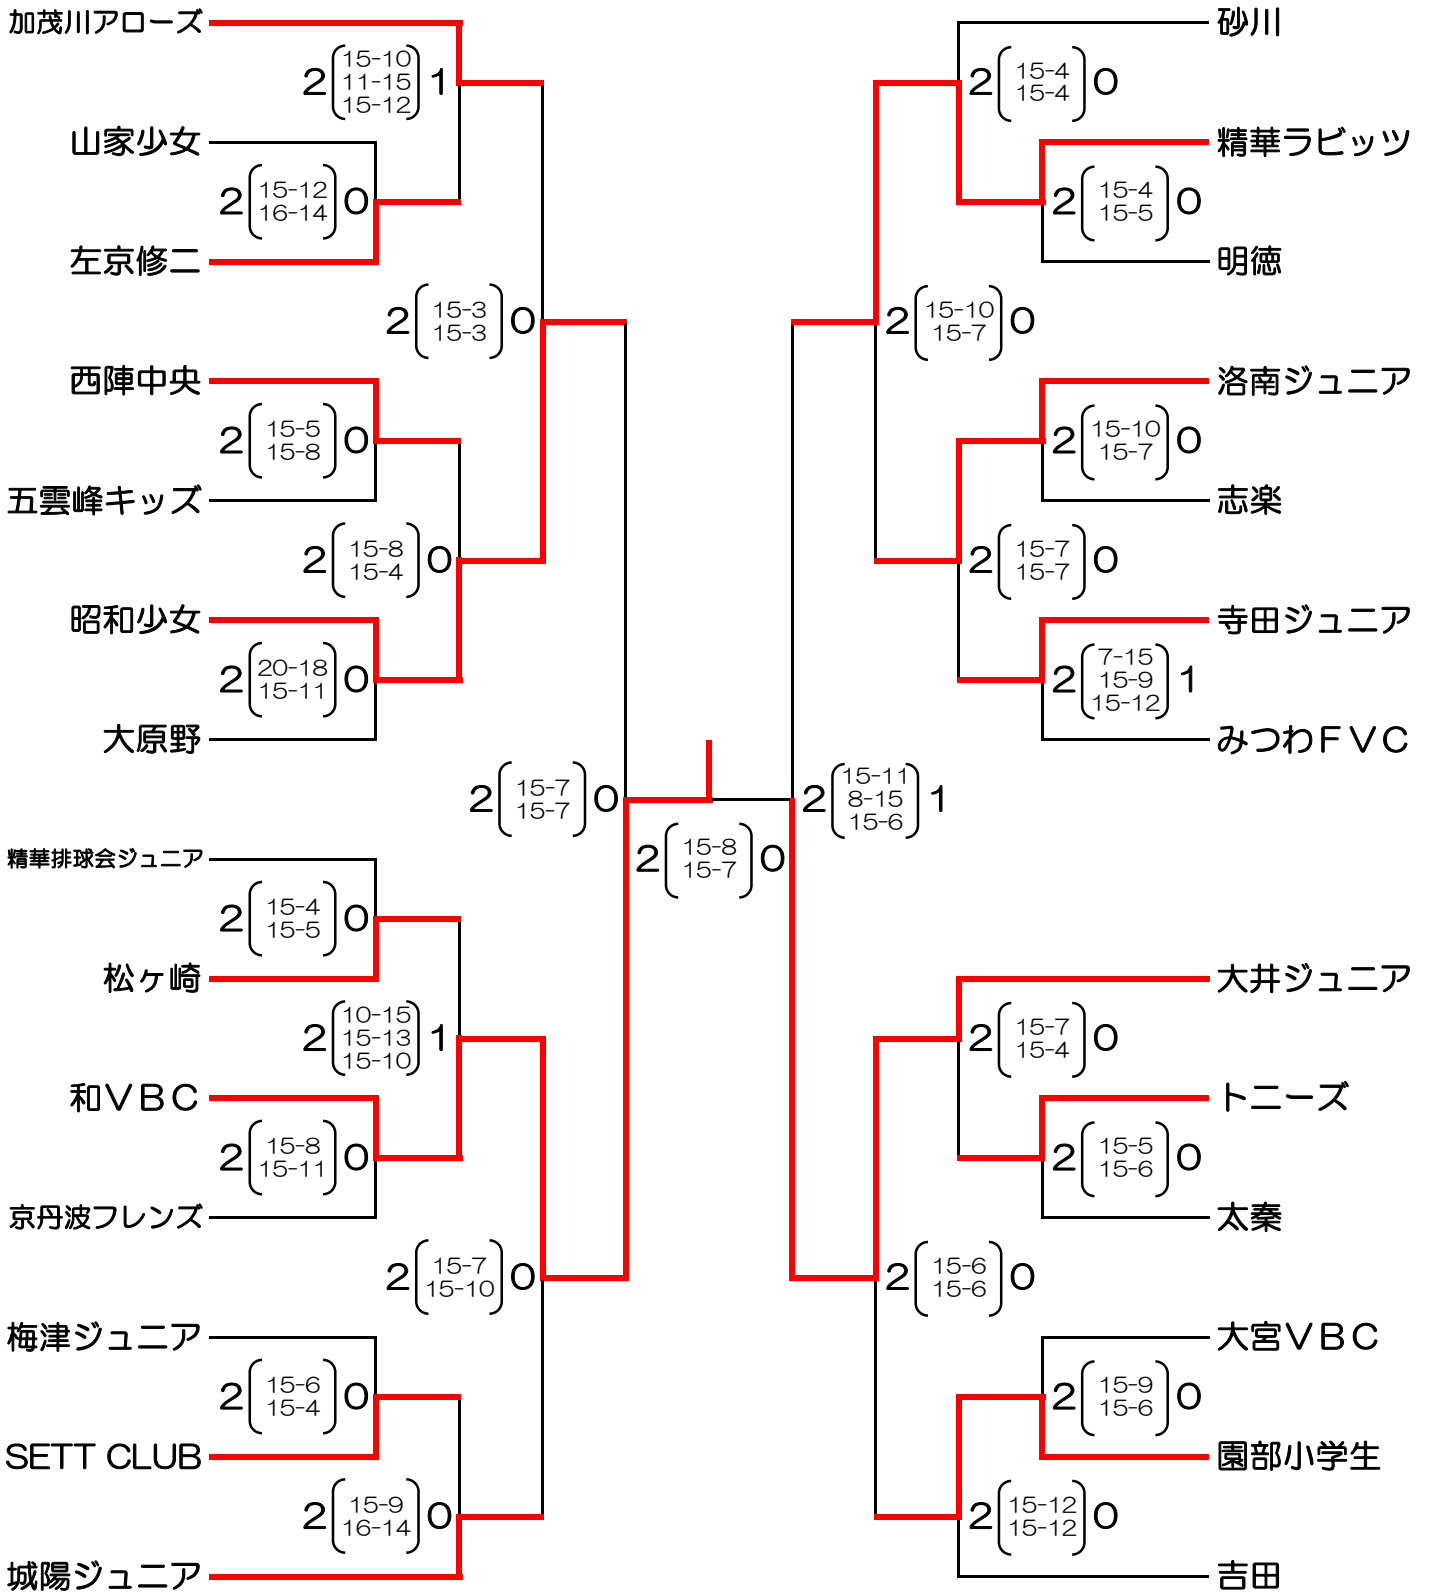 加茂川アローズ
2 15-10 1
11-15
15-12
山家少女
2 15-12 0
16-14
左京修二
2 15-3 0
15-3
西陣中央
2 15-5 0
15-8
五雲峰キッズ
2 15-8 0
15-4
昭和少女
2 20-18 0
15-11
大原野
2 15-7 0
15-7
精華排球会ジュニア
2 15-4 0
15-5
松ヶ崎
2 10-15 1
15-13
15-10
和ＶＢＣ
2 15-8 0
15-11
京丹波フレンズ
2 15-7 0
15-10
梅津ジュニア
2 15-6 0
15-4
SETT CLUB
2 15-9 0
16-14
城陽ジュニア
2 15-8 0
15-7
砂川
2 15-4 0
15-4
精華ラビッツ
2 15-4 0
15-5
明徳
2 15-10 0
15-7
洛南ジュニア
2 15-10 0
15-7
志楽
2 15-7 0
15-7
寺田ジュニア
2 7-15 1
15-9
15-12
みつわＦＶＣ
2 15-11 1
8-15
15-6
大井ジュニア
2 15-7 0
15-4
トニーズ
2 15-5 0
15-6
太秦
2 15-6 0
15-6
大宮ＶＢＣ
2 15-9 0
15-6
園部小学生
2 15-12 0
15-12
吉田